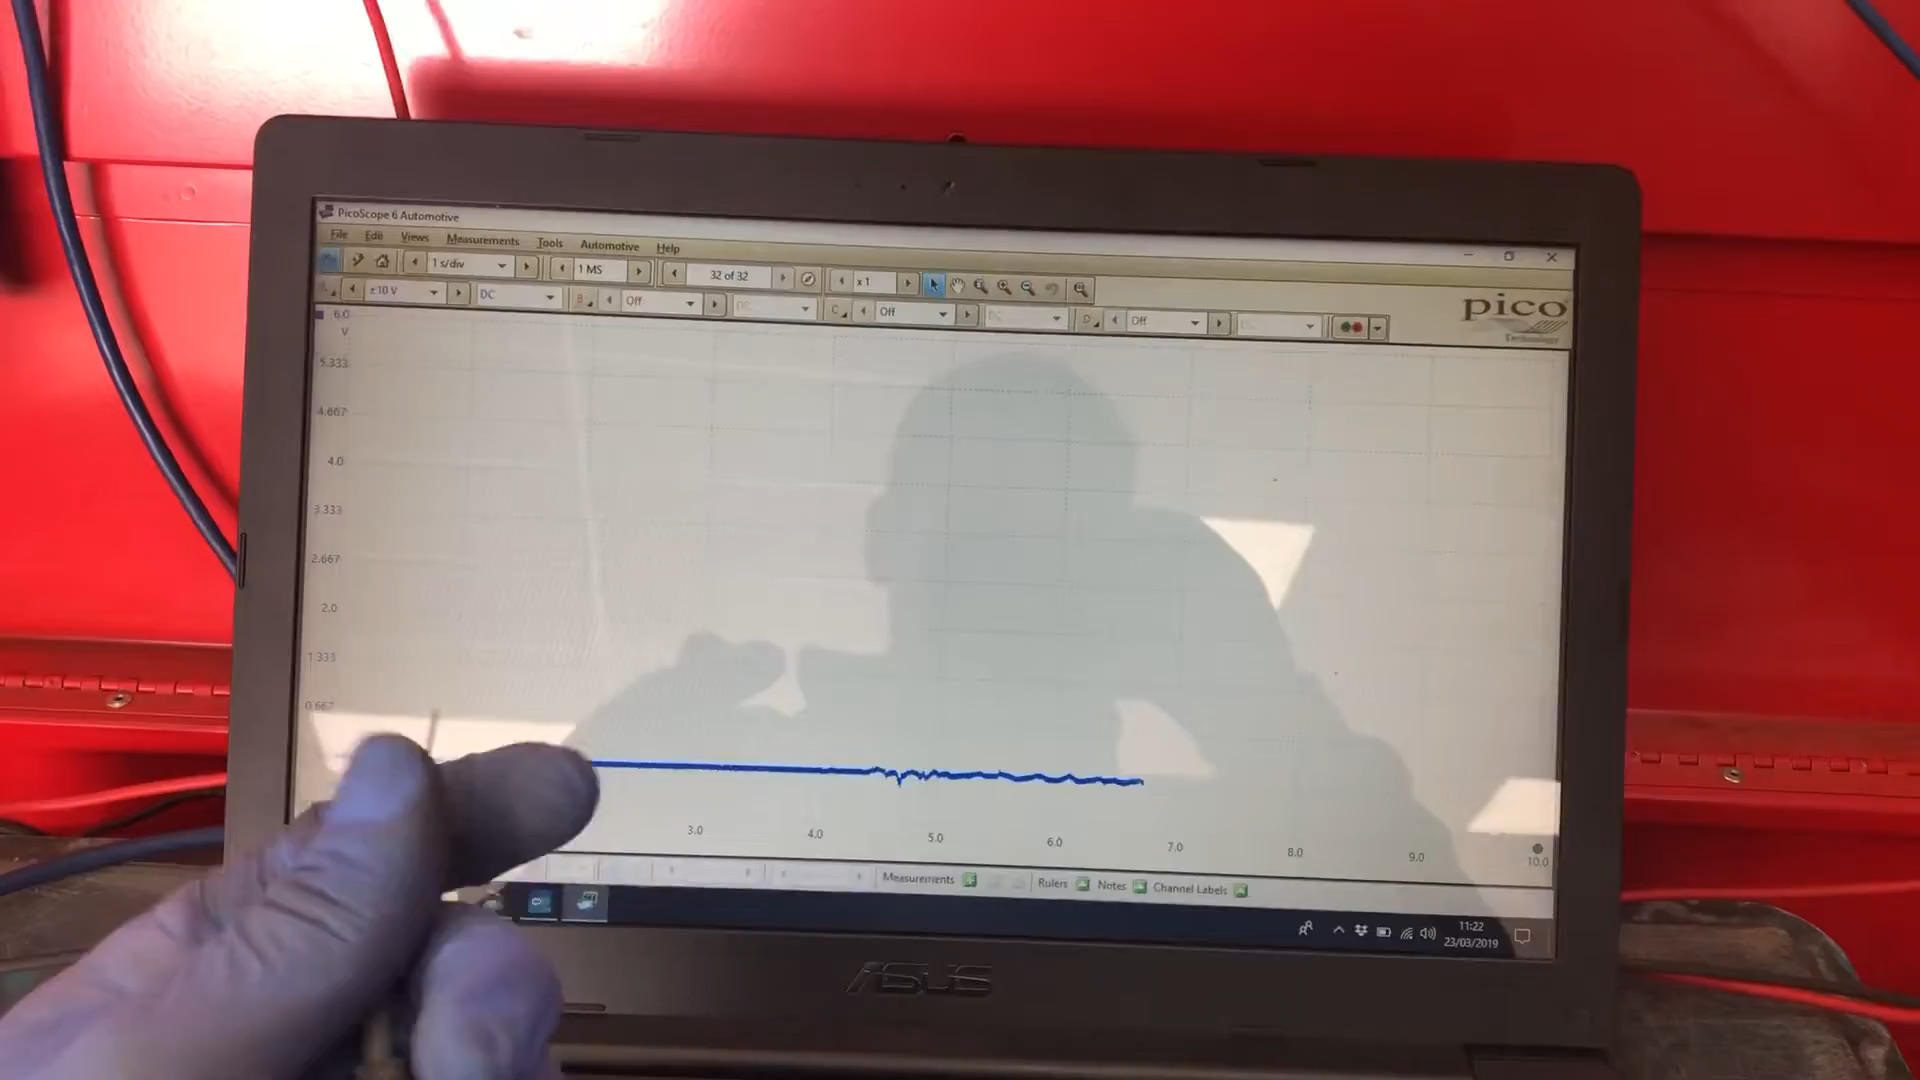 PicoScope 6 Automotive
File Edit Views Measurements Tools Automotive Help
1 s/div 1 MS 32 of 32 x 1
±10 V DC B Off C Off D Off
pico
Technology
6.0
V
5.333
4.667
4.0
3.333
2.667
2.0
1.333
0.667
3.0 4.0 5.0 6.0 7.0 8.0 9.0 10.0
Measurements Rulers Notes Channel Labels
11:22
23/03/2019
ASUS